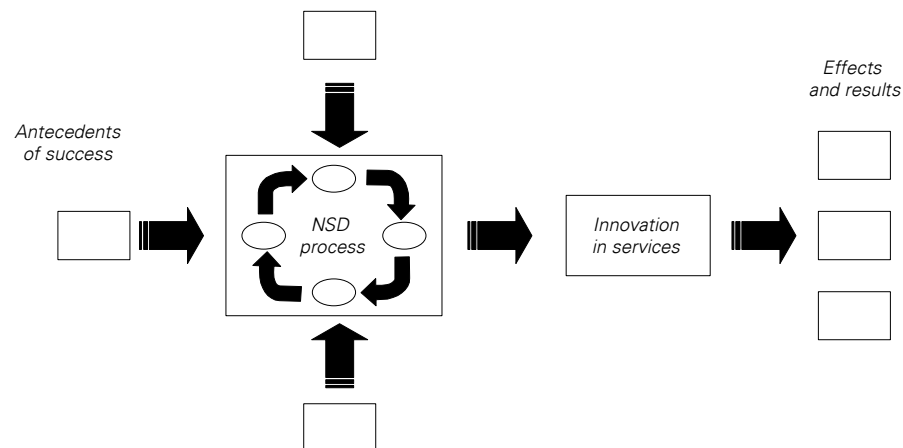 Effects
and results
Antecedents
of success
NSD
process
Innovation
in services